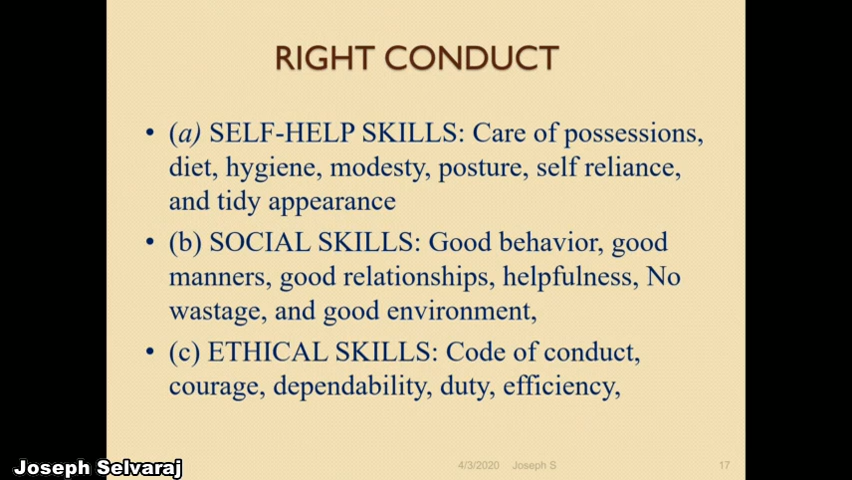 RIGHT CONDUCT
• (a) SELF-HELP SKILLS: Care of possessions,
diet, hygiene, modesty, posture, self reliance,
and tidy appearance
• (b) SOCIAL SKILLS: Good behavior, good
manners, good relationships, helpfulness, No
wastage, and good environment,
• (c) ETHICAL SKILLS: Code of conduct,
courage, dependability, duty, efficiency,
4/3/2020 Joseph S 17
Joseph Selvaraj